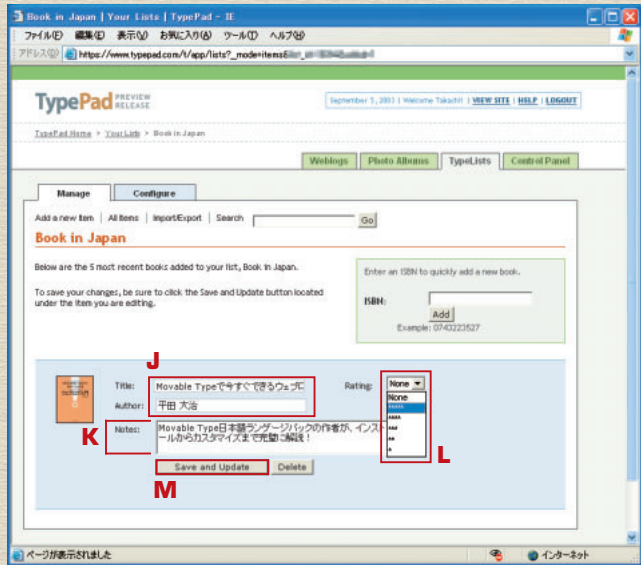 Book in Japan | Your Lists | TypePad - IE
ファイル(F) 編集(E) 表示(V) お気に入り(A) ツール(T) ヘルプ(H)
アドレス(D) https://www.typepad.com/t/app/lists?_mode=items&
TypePad PREVIEW RELEASE
September 5, 2003 | Welcome Takashi! | VIEW SITE | HELP | LOGOUT
TypePad Home > Your Lists > Book in Japan
Weblogs Photo Albums TypeLists Control Panel
Manage Configure
Add a new item | All Items | Import/Export | Search Go
Book in Japan
Below are the 5 most recent books added to your list, Book in Japan.
To save your changes, be sure to click the Save and Update button located
under the item you are editing.
Enter an ISBN to quickly add a new book.
ISBN:
Add
Example: 0743223527
J
Title: Movable Typeで今すぐできるウェブロ
Rating: None
Author: 平田 大治
None
K
Notes: Movable Type日本語ランゲージパックの作者が、インスト
ールからカスタマイズまで完璧に解説！
L
Save and Update Delete
M
ページが表示されました
インターネット